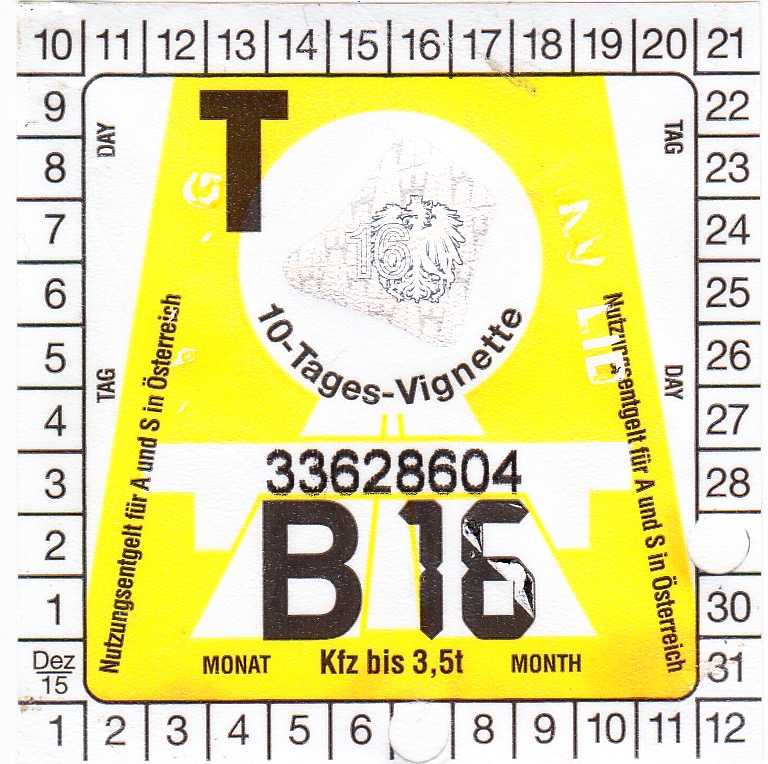 10 11 12 13 14 15 16 17 18 19 20 21
9 22
8 23
7 24
6 25
5 26
4 27
3 28
2
1 30
Dez 15 31
1 2 3 4 5 6 8 9 10 11 12
DAY
TAG
TAG
DAY
T
16
10-Tages-Vignette
Nutzungsentgelt für A und S in Österreich
Nutzungsentgelt für A und S in Österreich
33628604
B 16
MONAT Kfz bis 3,5t MONTH